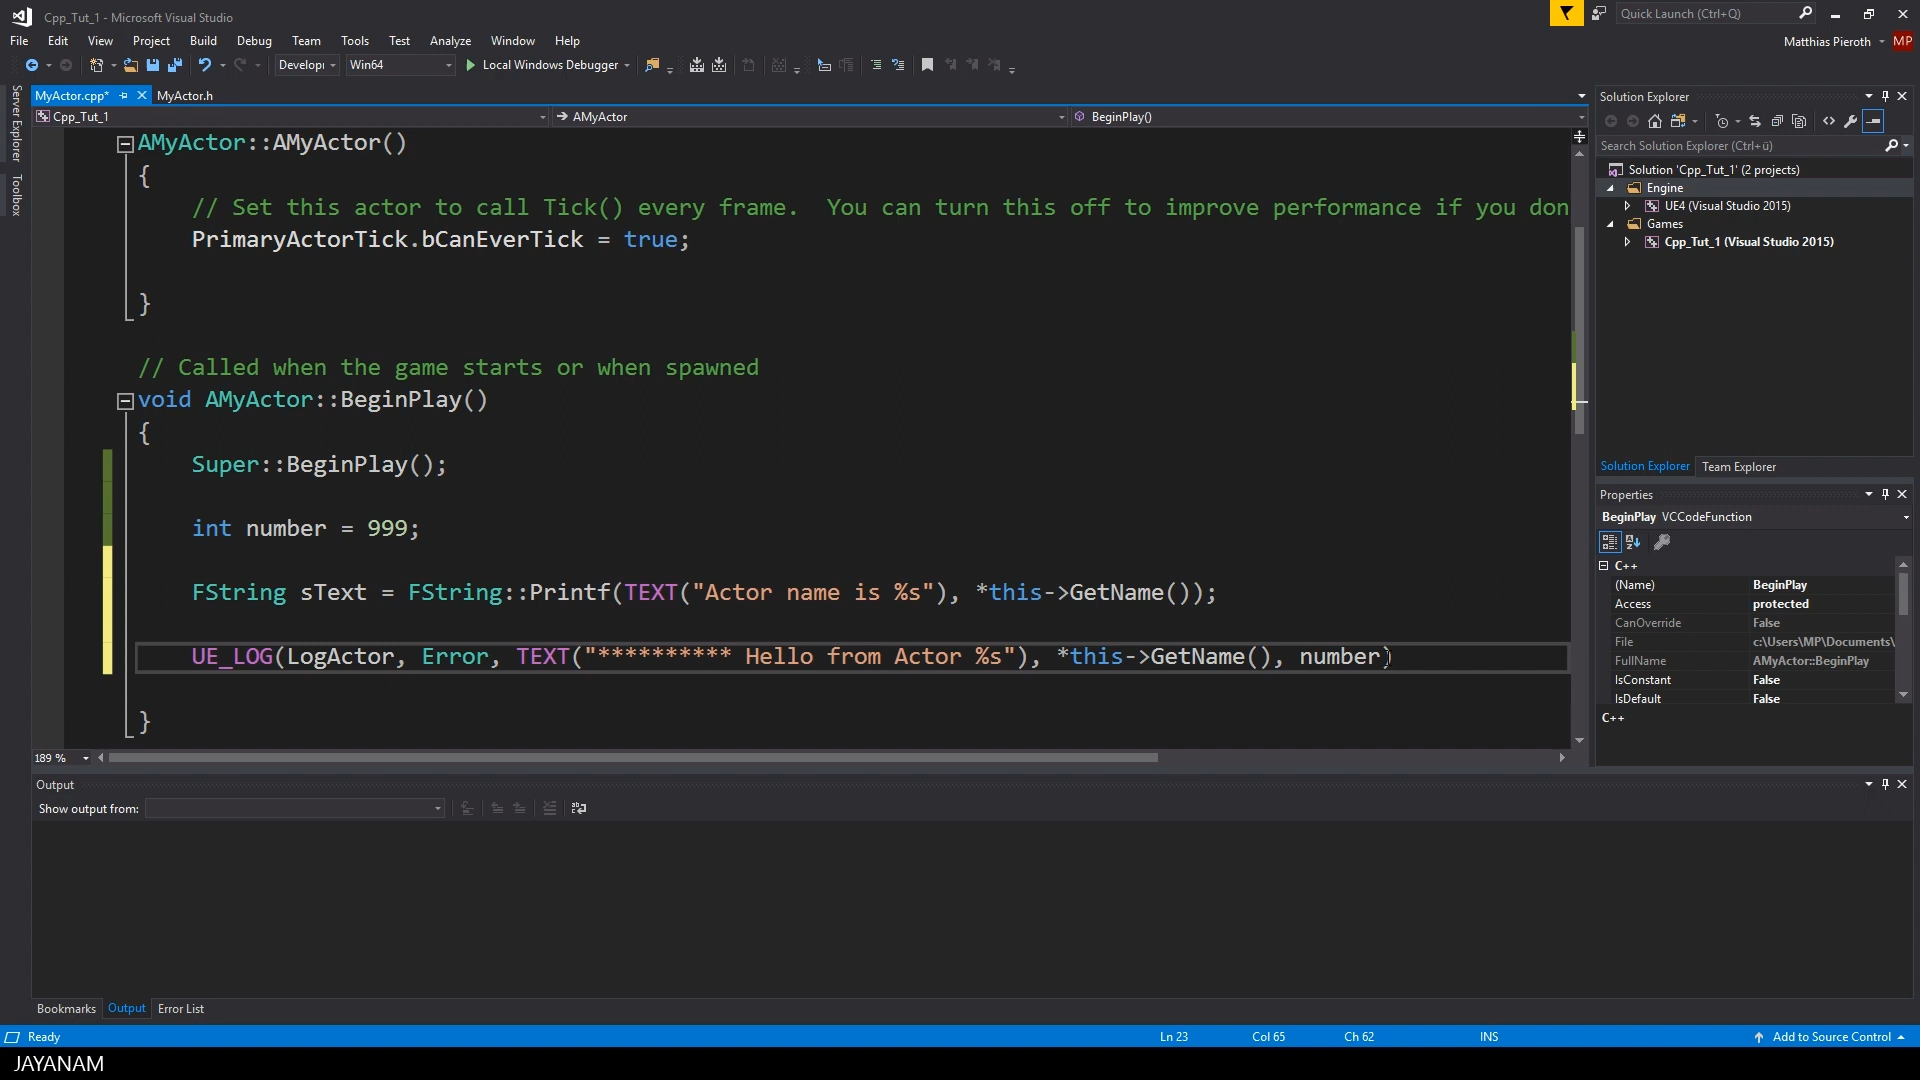 Cpp_Tut_1 - Microsoft Visual Studio
Quick Launch (Ctrl+Q)
File Edit View Project Build Debug Team Tools Test Analyze Window Help
Matthias Pieroth MP
Developi Win64 Local Windows Debugger
Server Explorer
Toolbox
MyActor.cpp* MyActor.h
Cpp_Tut_1 AMyActor BeginPlay()
AMyActor::AMyActor()
{
// Set this actor to call Tick() every frame.  You can turn this off to improve performance if you don
PrimaryActorTick.bCanEverTick = true;
}
// Called when the game starts or when spawned
void AMyActor::BeginPlay()
{
Super::BeginPlay();
int number = 999;
FString sText = FString::Printf(TEXT("Actor name is %s"), *this->GetName());
UE_LOG(LogActor, Error, TEXT("********** Hello from Actor %s"), *this->GetName(), number)
}
189 %
Solution Explorer
Search Solution Explorer (Ctrl+ü)
Solution 'Cpp_Tut_1' (2 projects)
Engine
UE4 (Visual Studio 2015)
Games
Cpp_Tut_1 (Visual Studio 2015)
Solution Explorer Team Explorer
Properties
BeginPlay VCCodeFunction
C++
(Name) BeginPlay
Access protected
CanOverride False
File c:\Users\MP\Documents\
FullName AMyActor::BeginPlay
IsConstant False
IsDefault False
C++
Output
Show output from:
Bookmarks Output Error List
Ready Ln 23 Col 65 Ch 62 INS Add to Source Control
JAYANAM